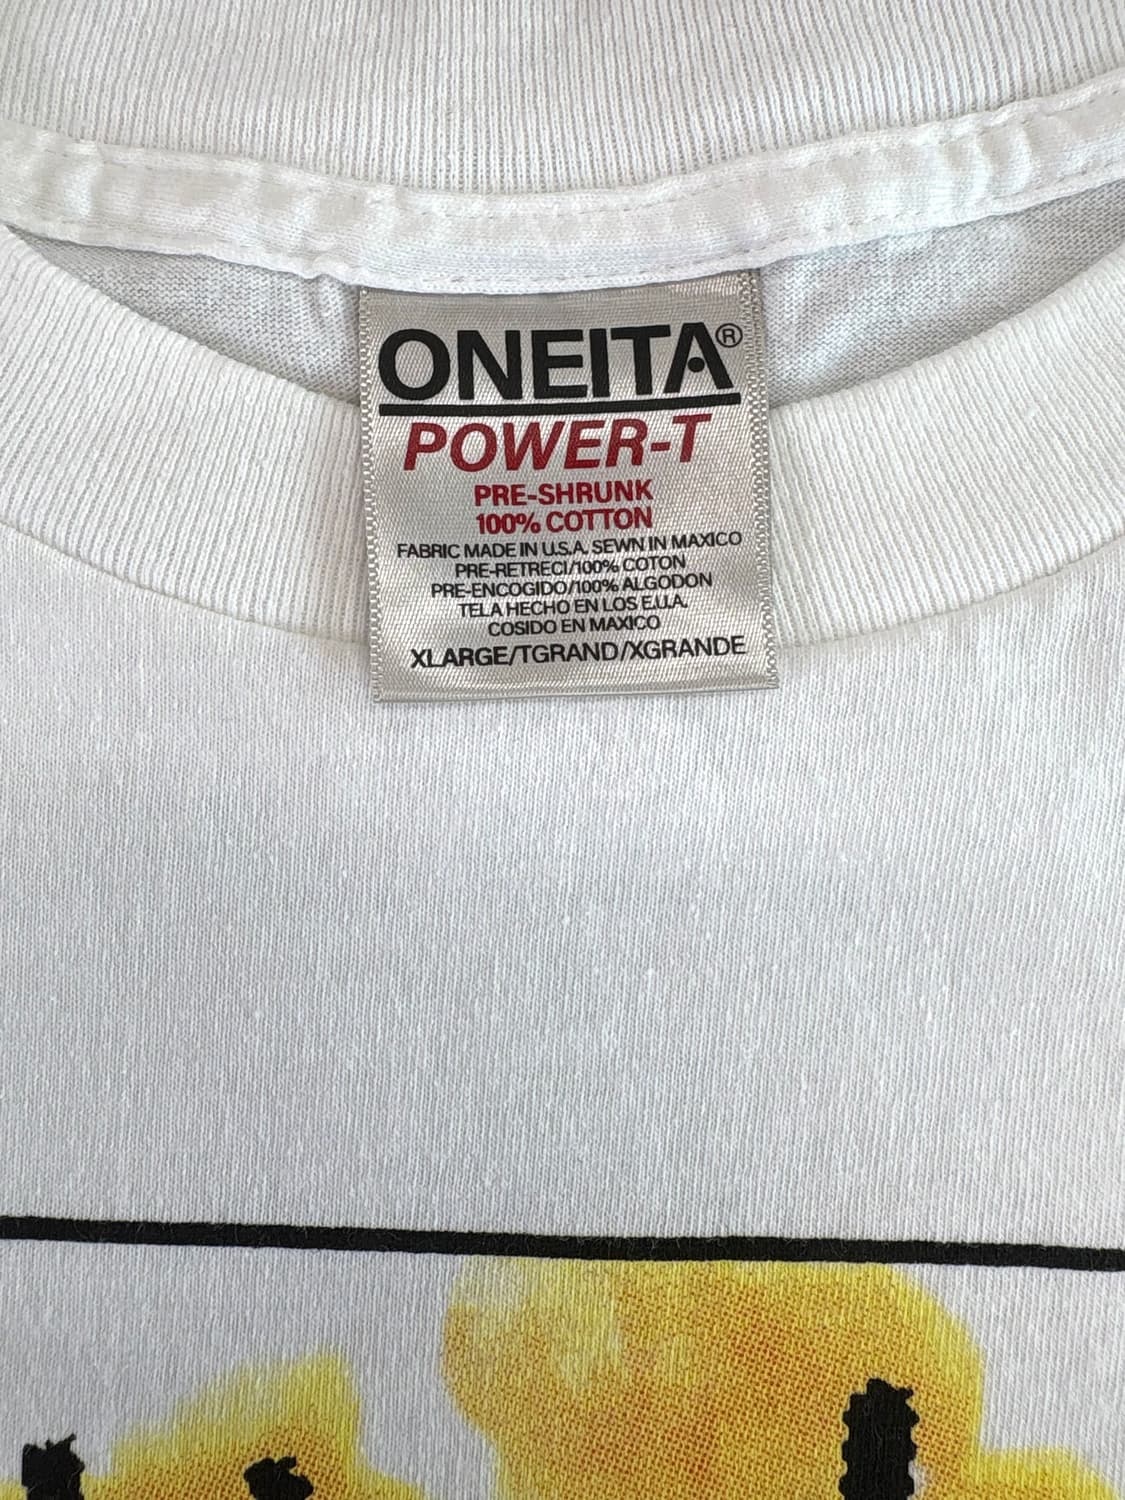 ONEITA®
POWER-T
PRE-SHRUNK
100% COTTON
FABRIC MADE IN U.S.A. SEWN IN MAXICO
PRE-RETRECI/100% COTON
PRE-ENCOGIDO/100% ALGODON
TELA HECHO EN LOS E.U.A.
COSIDO EN MAXICO
XLARGE/TGRAND/XGRANDE